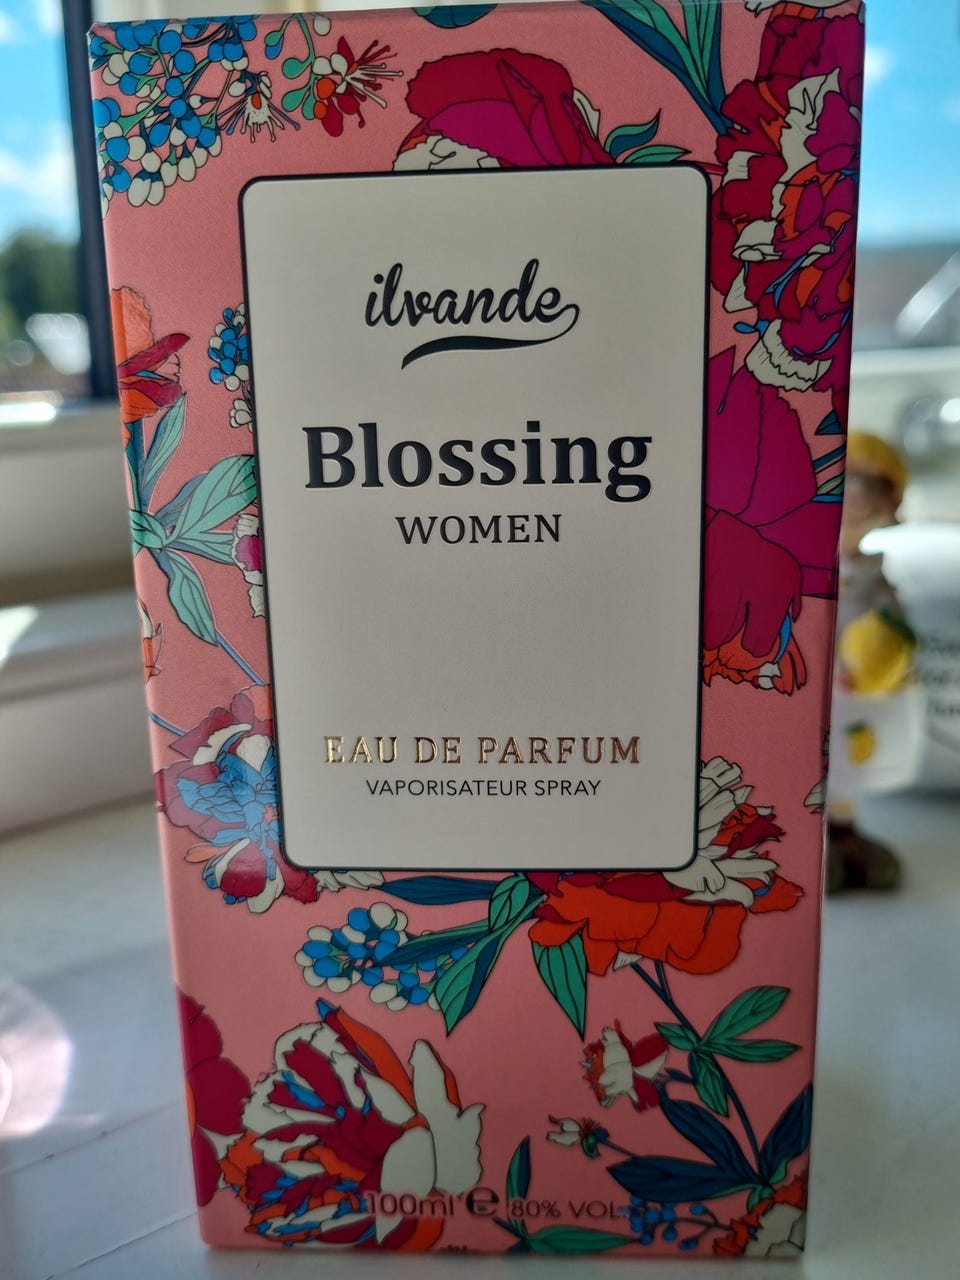 ilvande
Blossing
WOMEN
EAU DE PARFUM
VAPORISATEUR SPRAY
100ml e 80% VOL.